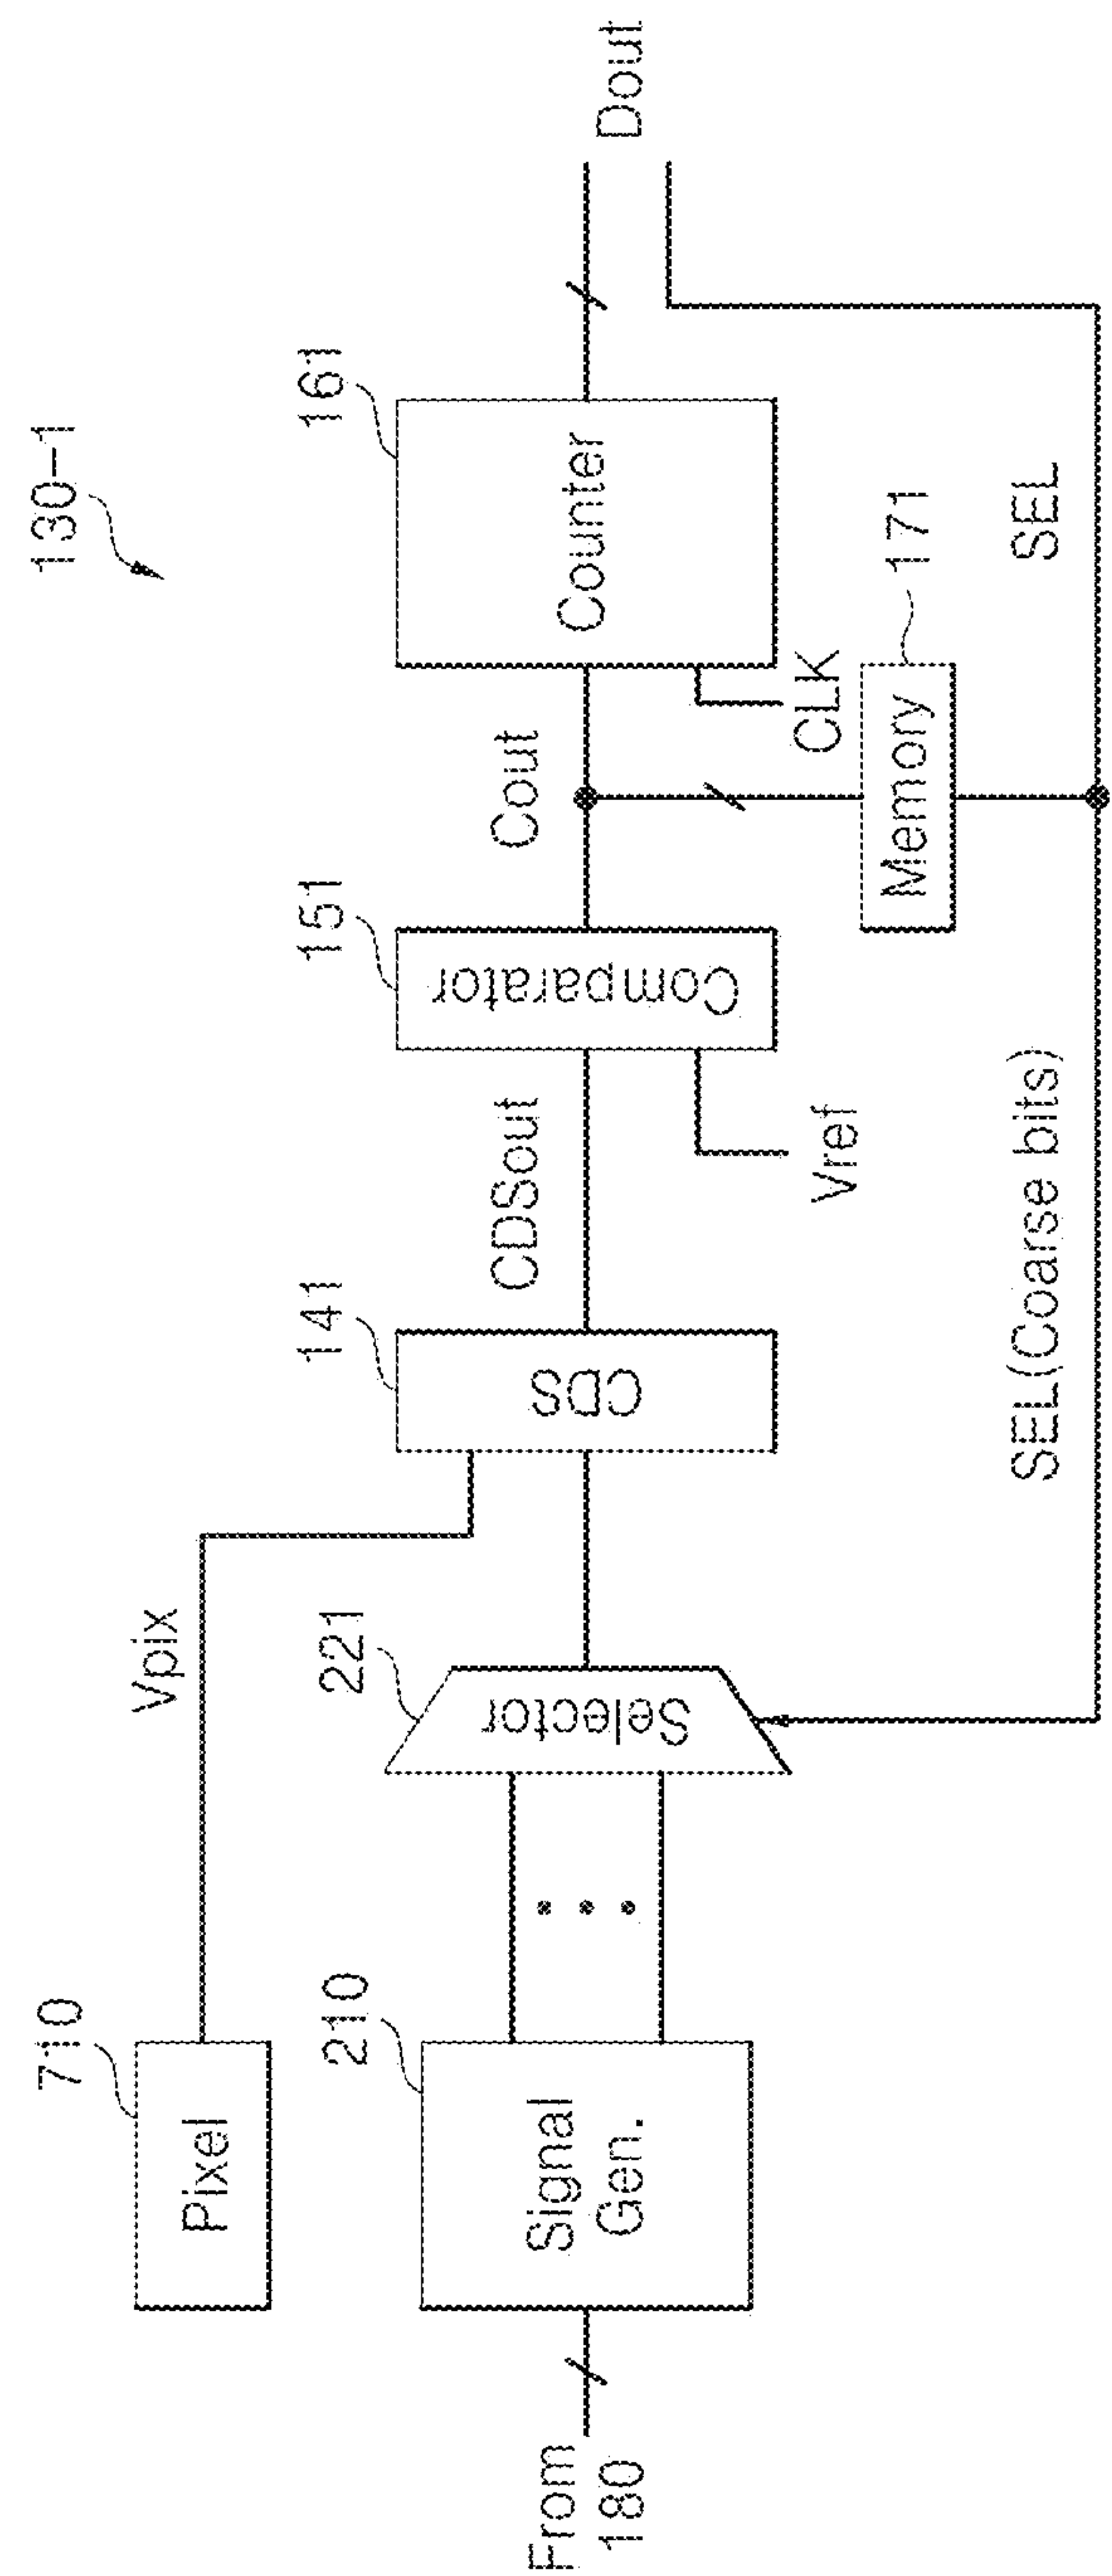 130-1
710
Pixel
Vpix
From
180
210
Signal
Gen.
221
Selector
141
CDS
CDSout
Vref
151
Comparator
Cout
CLK
161
Counter
Dout
171
Memory
SEL(Coarse bits)
SEL